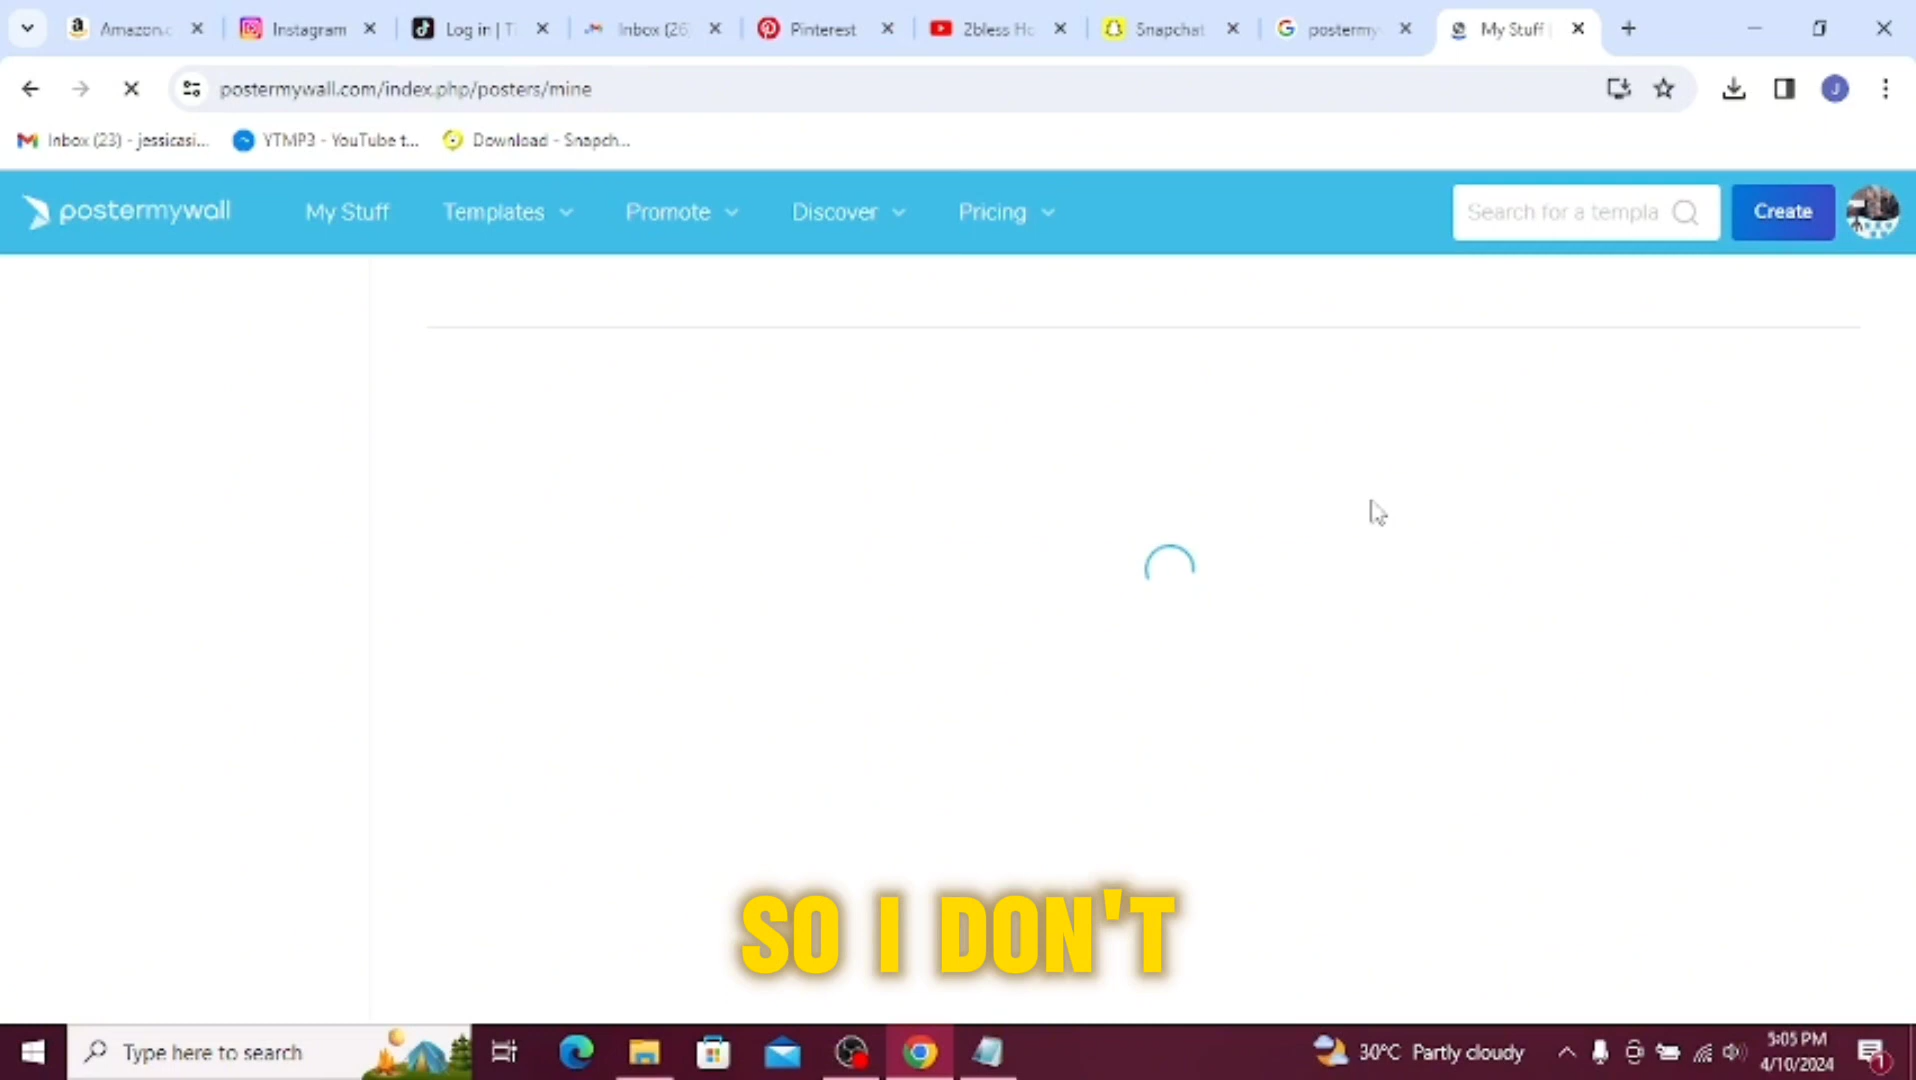 Amazon.c
Instagram
Log in | T
Inbox (26
Pinterest
2bless Ho
Snapchat
postermy
My Stuff
postermywall.com/index.php/posters/mine
J
Inbox (23) - jessicasi...
YTMP3 - YouTube t...
Download - Snapch...
postermywall
My Stuff
Templates
Promote
Discover
Pricing
Search for a templa
Create
SO I DON'T
Type here to search
30°C Partly cloudy
5:05 PM
4/10/2024
1